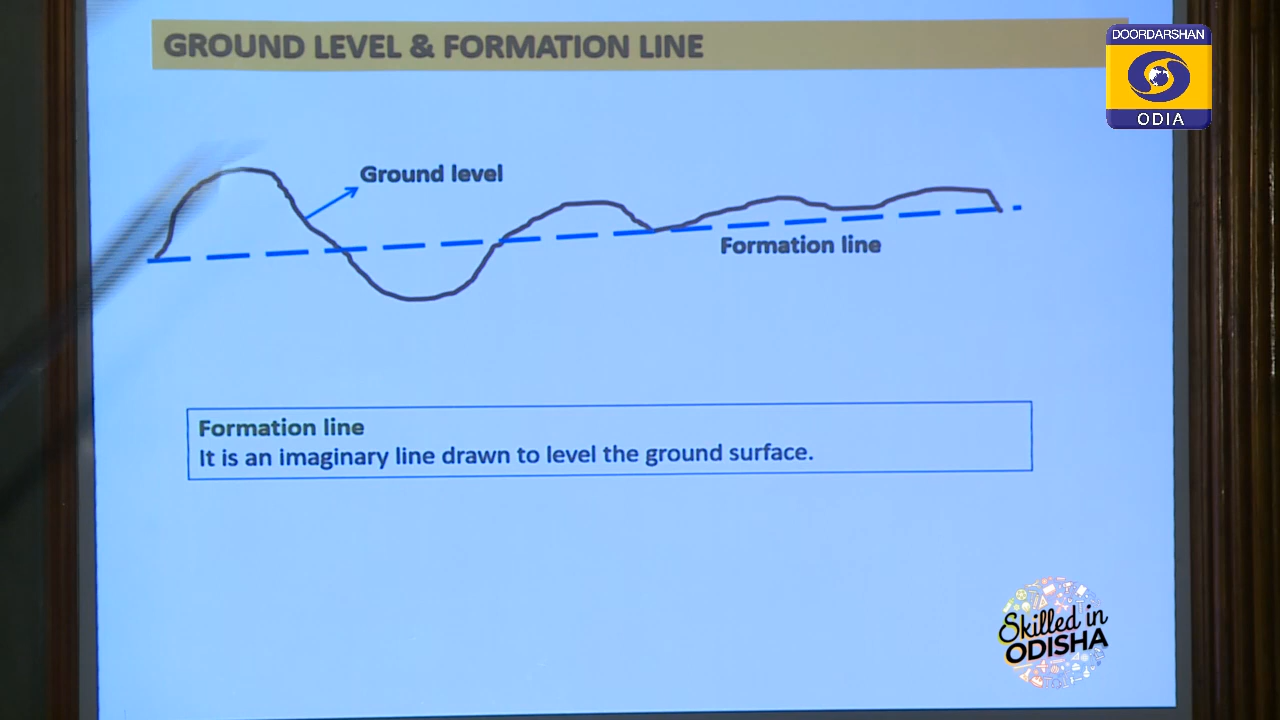 GROUND LEVEL & FORMATION LINE
DOORDARSHAN
ODIA
Ground level
Formation line
Formation line
It is an imaginary line drawn to level the ground surface.
Skilled in
ODISHA